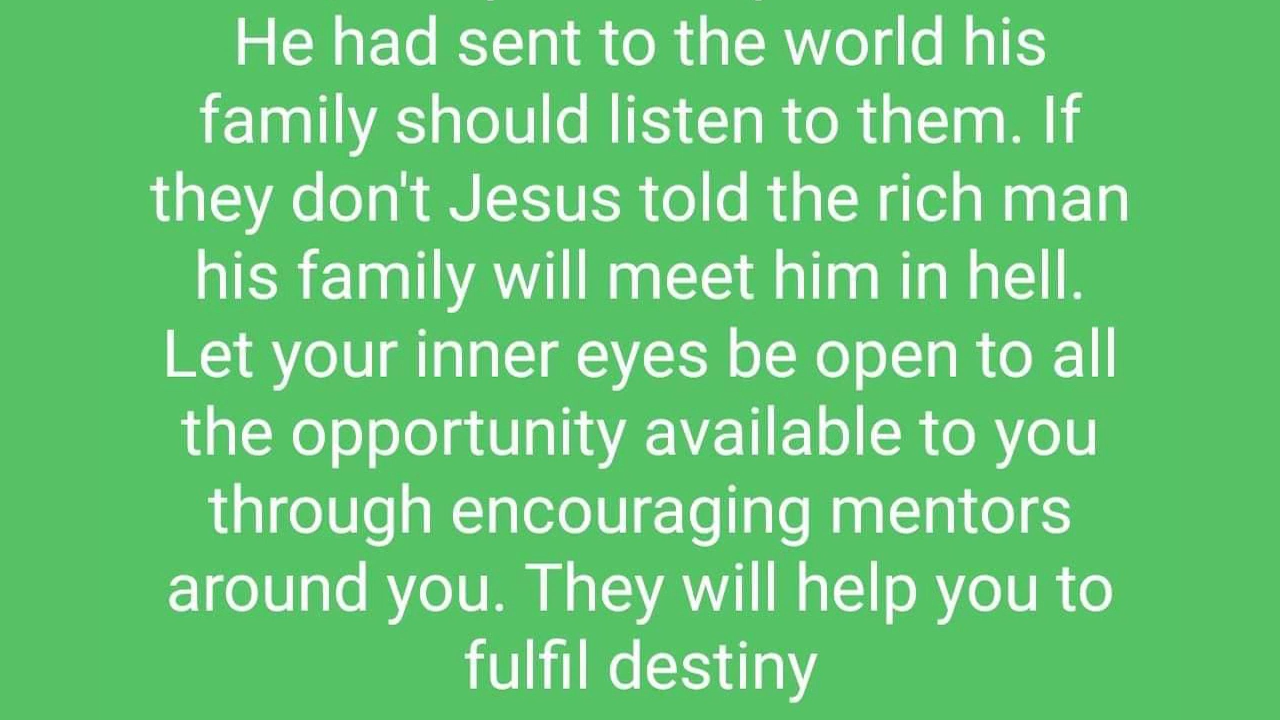 He had sent to the world his
family should listen to them. If
they don't Jesus told the rich man
his family will meet him in hell.
Let your inner eyes be open to all
the opportunity available to you
through encouraging mentors
around you. They will help you to
fulfil destiny